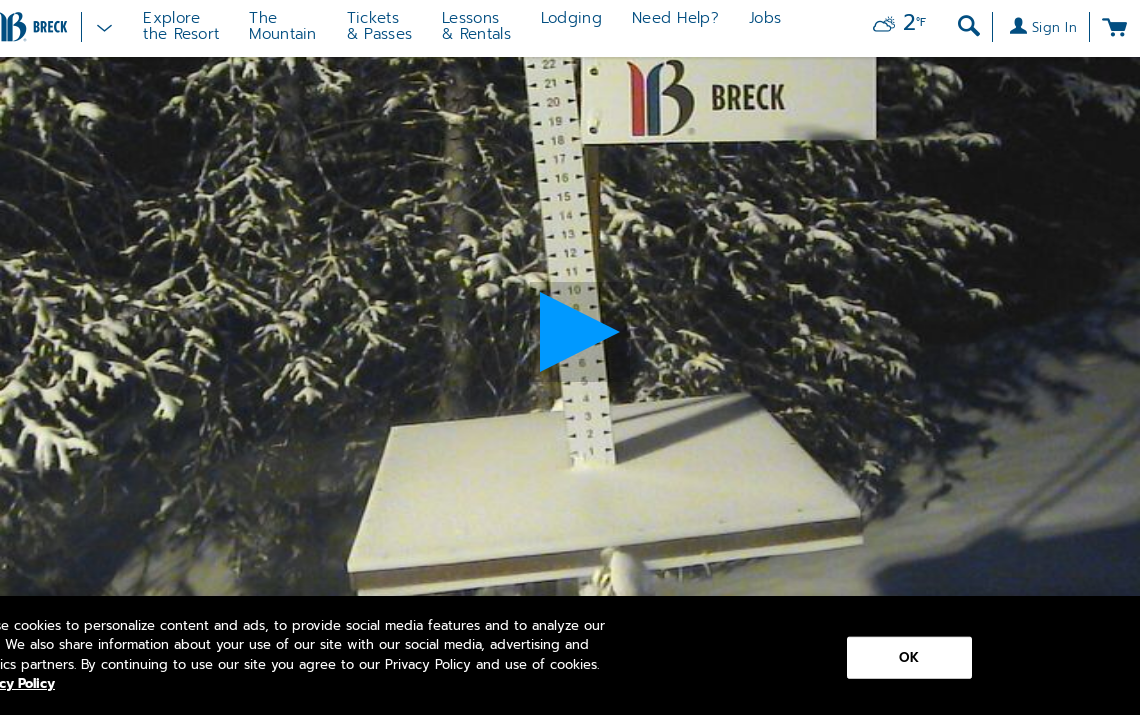 BRECK
Explore
the Resort
The
Mountain
Tickets
& Passes
Lessons
& Rentals
Lodging
Need Help?
Jobs
2°F
Sign In
22
21
20
19
18
17
16
15
14
13
12
11
10
9
6
5
4
3
2
1
BRECK
se cookies to personalize content and ads, to provide social media features and to analyze our
We also share information about your use of our site with our social media, advertising and
ics partners. By continuing to use our site you agree to our Privacy Policy and use of cookies.
cy Policy
OK